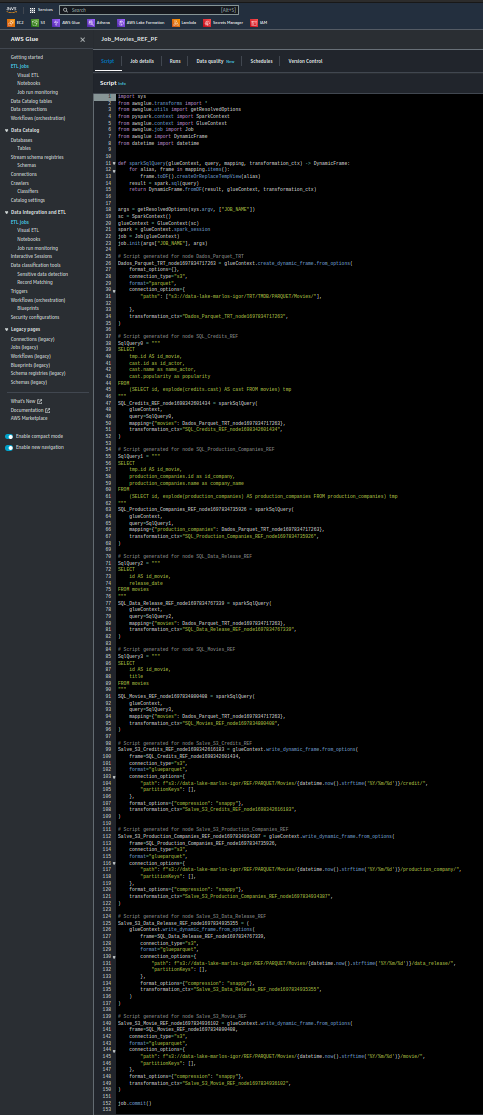 aws
Services
Search
[Alt+S]
EC2
S3
AWS Glue
Athena
AWS Lake Formation
Lambda
Secrets Manager
IAM
AWS Glue
Getting started
ETL jobs
Visual ETL
Notebooks
Job run monitoring
Data Catalog tables
Data connections
Workflows (orchestration)
Data Catalog
Databases
Tables
Stream schema registries
Schemas
Connections
Crawlers
Classifiers
Catalog settings
Data Integration and ETL
ETL jobs
Visual ETL
Notebooks
Job run monitoring
Interactive Sessions
Data classification tools
Sensitive data detection
Record Matching
Triggers
Workflows (orchestration)
Blueprints
Security configurations
Legacy pages
Connections (legacy)
Jobs (legacy)
Workflows (legacy)
Blueprints (legacy)
Schema registries (legacy)
Schemas (legacy)
What's New
Documentation
AWS Marketplace
Enable compact mode
Enable new navigation
Job_Movies_REF_PF
Script
Job details
Runs
Data quality New
Schedules
Version Control
Script Info
1 import sys
2 from awsglue.transforms import *
3 from awsglue.utils import getResolvedOptions
4 from pyspark.context import SparkContext
5 from awsglue.context import GlueContext
6 from awsglue.job import Job
7 from awsglue import DynamicFrame
8 from datetime import datetime
9
10
11 def sparkSqlQuery(glueContext, query, mapping, transformation_ctx) -> DynamicFrame:
12 for alias, frame in mapping.items():
13 frame.toDF().createOrReplaceTempView(alias)
14 result = spark.sql(query)
15 return DynamicFrame.fromDF(result, glueContext, transformation_ctx)
16
17
18 args = getResolvedOptions(sys.argv, ["JOB_NAME"])
19 sc = SparkContext()
20 glueContext = GlueContext(sc)
21 spark = glueContext.spark_session
22 job = Job(glueContext)
23 job.init(args["JOB_NAME"], args)
24
25 # Script generated for node Dados_Parquet_TRT
26 Dados_Parquet_TRT_node1697834717263 = glueContext.create_dynamic_frame.from_options(
27 format_options={},
28 connection_type="s3",
29 format="parquet",
30 connection_options={
31 "paths": ["s3://data-lake-marlos-igor/TRT/TMDB/PARQUET/Movies/"],
32
33 },
34 transformation_ctx="Dados_Parquet_TRT_node1697834717263",
35 )
36
37 # Script generated for node SQL_Credits_REF
38 SqlQuery0 = """
39 SELECT
40 tmp.id AS id_movie,
41 cast.id as id_actor,
42 cast.name as name_actor,
43 cast.popularity as popularity
44 FROM
45 (SELECT id, explode(credits.cast) AS cast FROM movies) tmp
46 """
47 SQL_Credits_REF_node1698342601434 = sparkSqlQuery(
48 glueContext,
49 query=SqlQuery0,
50 mapping={"movies": Dados_Parquet_TRT_node1697834717263},
51 transformation_ctx="SQL_Credits_REF_node1698342601434",
52 )
53
54 # Script generated for node SQL_Production_Companies_REF
55 SqlQuery1 = """
56 SELECT
57 tmp.id AS id_movie,
58 production_companies.id as id_company,
59 production_companies.name as company_name
60 FROM
61 (SELECT id, explode(production_companies) AS production_companies FROM production_companies) tmp
62 """
63 SQL_Production_Companies_REF_node1697834735926 = sparkSqlQuery(
64 glueContext,
65 query=SqlQuery1,
66 mapping={"production_companies": Dados_Parquet_TRT_node1697834717263},
67 transformation_ctx="SQL_Production_Companies_REF_node1697834735926",
68 )
69
70 # Script generated for node SQL_Data_Release_REF
71 SqlQuery2 = """
72 SELECT
73 id AS id_movie,
74 release_date
75 FROM movies
76 """
77 SQL_Data_Release_REF_node1697834767339 = sparkSqlQuery(
78 glueContext,
79 query=SqlQuery2,
80 mapping={"movies": Dados_Parquet_TRT_node1697834717263},
81 transformation_ctx="SQL_Data_Release_REF_node1697834767339",
82 )
83
84 # Script generated for node SQL_Movies_REF
85 SqlQuery3 = """
86 SELECT
87 id AS id_movie,
88 title
89 FROM movies
90 """
91 SQL_Movies_REF_node1697834800408 = sparkSqlQuery(
92 glueContext,
93 query=SqlQuery3,
94 mapping={"movies": Dados_Parquet_TRT_node1697834717263},
95 transformation_ctx="SQL_Movies_REF_node1697834800408",
96 )
97
98 # Script generated for node Salve_S3_Credits_REF
99 Salve_S3_Credits_REF_node1698342616183 = glueContext.write_dynamic_frame.from_options(
100 frame=SQL_Credits_REF_node1698342601434,
101 connection_type="s3",
102 format="glueparquet",
103 connection_options={
104 "path": f"s3://data-lake-marlos-igor/REF/PARQUET/Movies/{datetime.now().strftime('%Y/%m/%d')}/credit/",
105 "partitionKeys": [],
106 },
107 format_options={"compression": "snappy"},
108 transformation_ctx="Salve_S3_Credits_REF_node1698342616183",
109 )
110
111 # Script generated for node Salve_S3_Production_Companies_REF
112 Salve_S3_Production_Companies_REF_node1697834934387 = glueContext.write_dynamic_frame.from_options(
113 frame=SQL_Production_Companies_REF_node1697834735926,
114 connection_type="s3",
115 format="glueparquet",
116 connection_options={
117 "path": f"s3://data-lake-marlos-igor/REF/PARQUET/Movies/{datetime.now().strftime('%Y/%m/%d')}/production_company/",
118 "partitionKeys": [],
119 },
120 format_options={"compression": "snappy"},
121 transformation_ctx="Salve_S3_Production_Companies_REF_node1697834934387",
122 )
123
124 # Script generated for node Salve_S3_Data_Release_REF
125 Salve_S3_Data_Release_REF_node1697834935355 = (
126 glueContext.write_dynamic_frame.from_options(
127 frame=SQL_Data_Release_REF_node1697834767339,
128 connection_type="s3",
129 format="glueparquet",
130 connection_options={
131 "path": f"s3://data-lake-marlos-igor/REF/PARQUET/Movies/{datetime.now().strftime('%Y/%m/%d')}/data_release/",
132 "partitionKeys": [],
133 },
134 format_options={"compression": "snappy"},
135 transformation_ctx="Salve_S3_Data_Release_REF_node1697834935355",
136 )
137 )
138
139 # Script generated for node Salve_S3_Movie_REF
140 Salve_S3_Movie_REF_node1697834936102 = glueContext.write_dynamic_frame.from_options(
141 frame=SQL_Movies_REF_node1697834800408,
142 connection_type="s3",
143 format="glueparquet",
144 connection_options={
145 "path": f"s3://data-lake-marlos-igor/REF/PARQUET/Movies/{datetime.now().strftime('%Y/%m/%d')}/movie/",
146 "partitionKeys": [],
147 },
148 format_options={"compression": "snappy"},
149 transformation_ctx="Salve_S3_Movie_REF_node1697834936102",
150 )
151
152 job.commit()
153